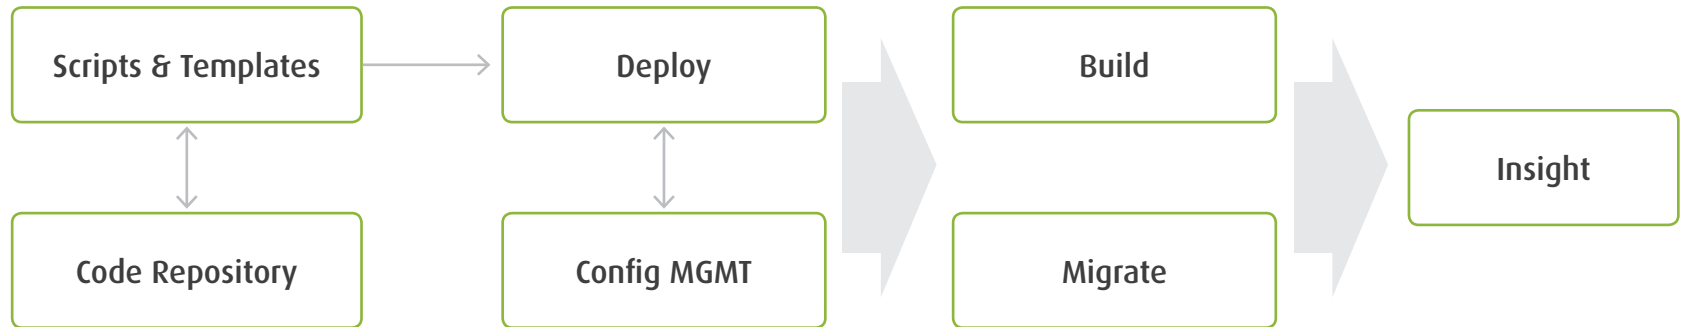 Scripts & Templates
Deploy
Build
Insight
Code Repository
Config MGMT
Migrate